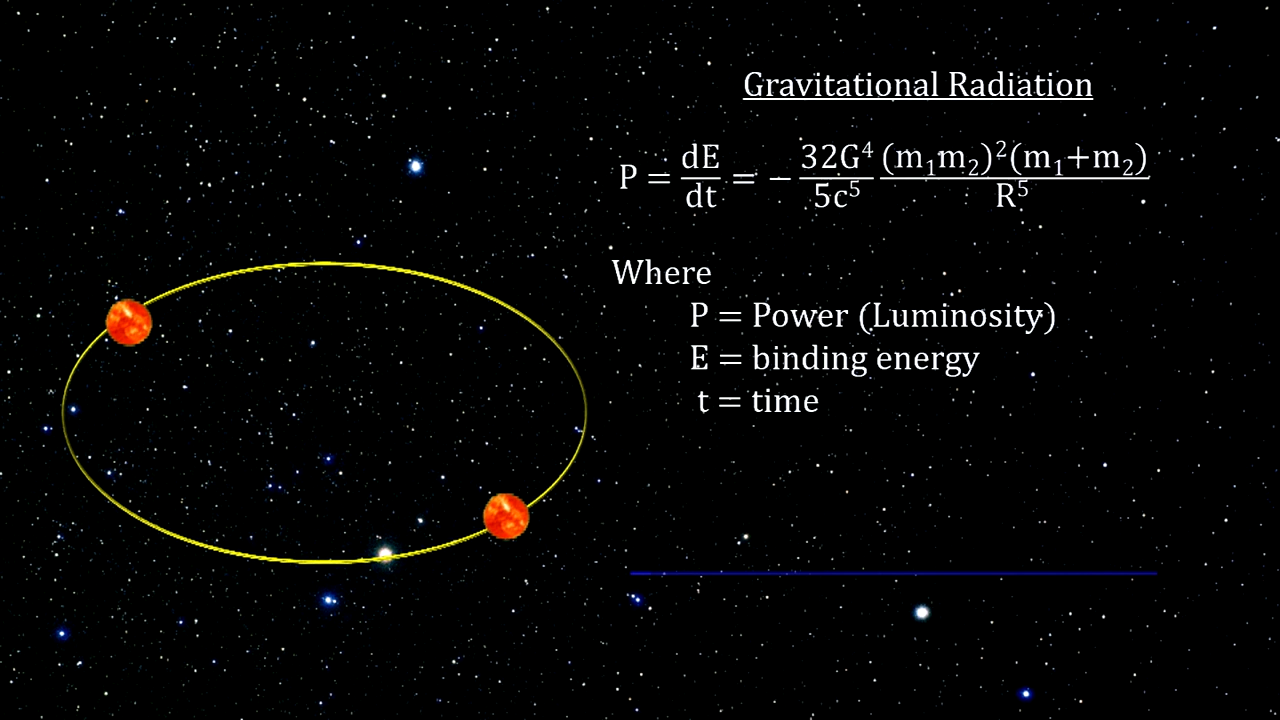 Gravitational Radiation
P = dE/dt = − 32G⁴/5c⁵ (m₁m₂)²(m₁+m₂)/R⁵
Where
P = Power (Luminosity)
E = binding energy
t = time